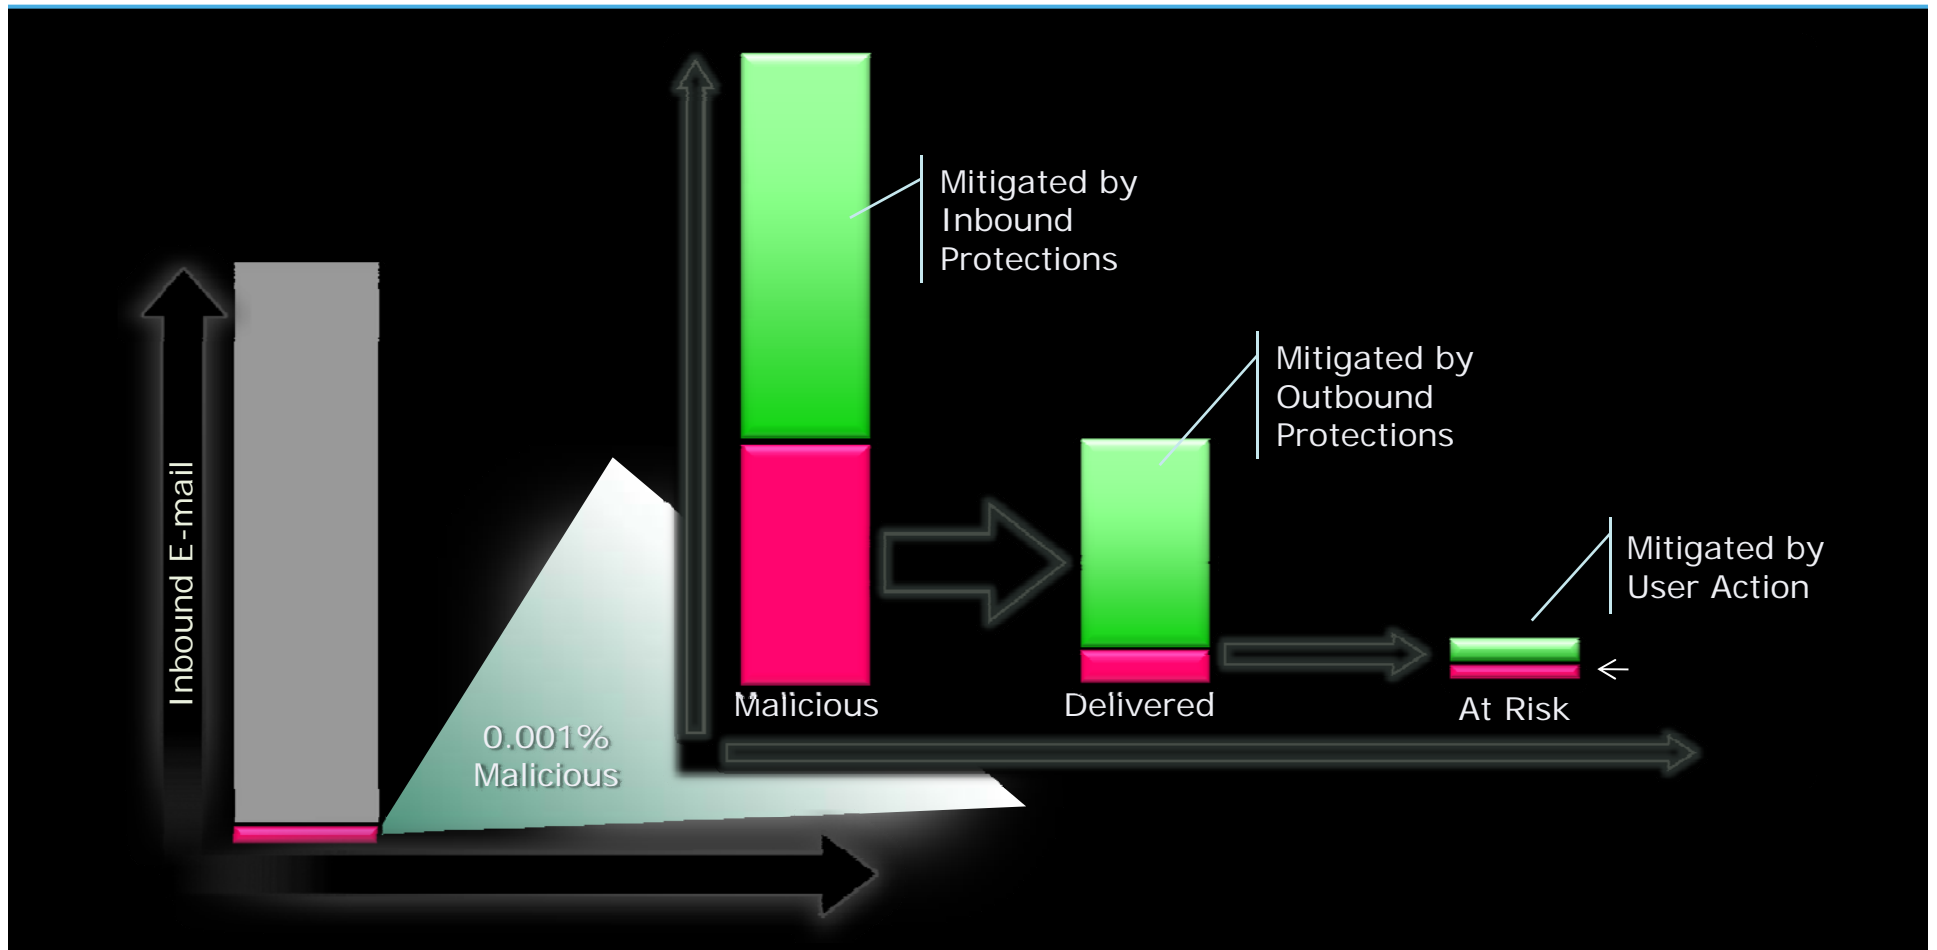 Inbound E-mail
0.001%
Malicious
Mitigated by
Inbound
Protections
Malicious
Mitigated by
Outbound
Protections
Delivered
Mitigated by
User Action
At Risk